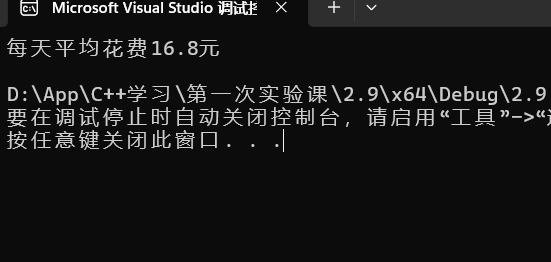 Microsoft Visual Studio 调试
每天平均花费16.8元
D:\App\C++学习\第一次实验课\2.9\x64\Debug\2.9
要在调试停止时自动关闭控制台，请启用“工具”->“
按任意键关闭此窗口. . .